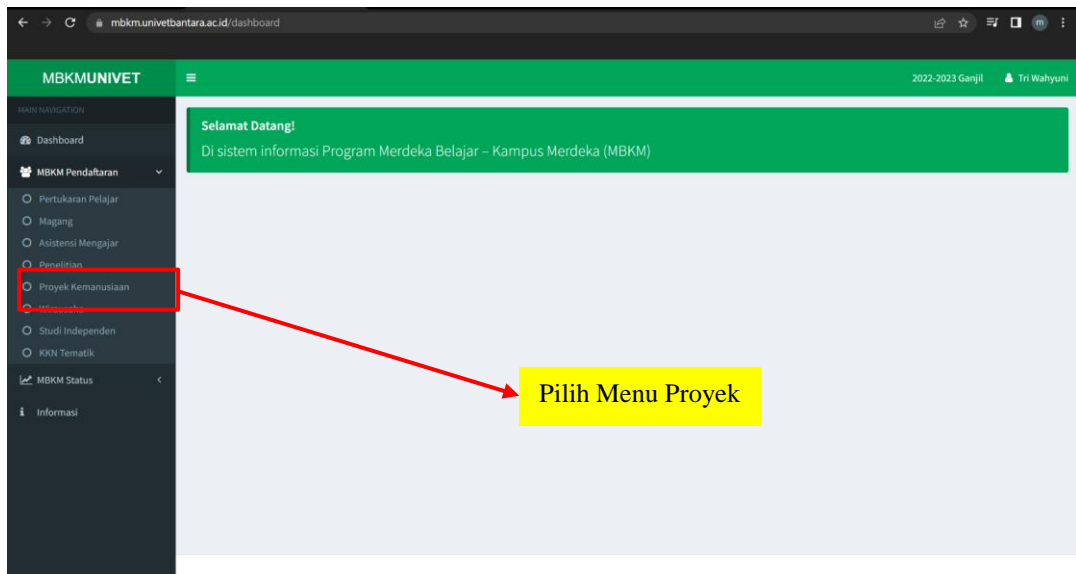 mbkm.univetbantara.ac.id/dashboard
m
MBKMUNIVET
2022-2023 Ganjil
Tri Wahyuni
MAIN NAVIGATION
Dashboard
MBKM Pendaftaran
Pertukaran Pelajar
Magang
Asistensi Mengajar
Penelitian
Proyek Kemanusiaan
Wirausaha
Studi Independen
KKN Tematik
MBKM Status
Informasi
Selamat Datang!
Di sistem informasi Program Merdeka Belajar – Kampus Merdeka (MBKM)
Pilih Menu Proyek